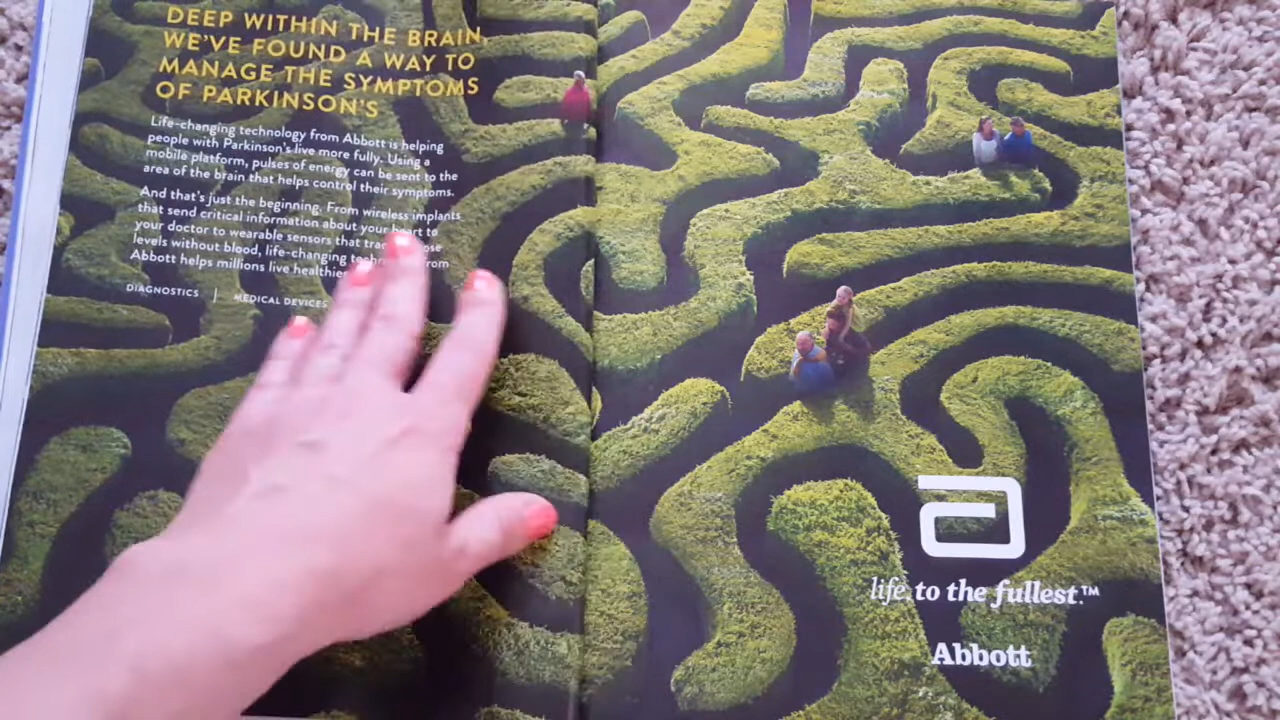 DEEP WITHIN THE BRAIN,
WE'VE FOUND A WAY TO
MANAGE THE SYMPTOMS
OF PARKINSON'S
Life-changing technology from Abbott is helping
people with Parkinson's live more fully. Using a
mobile platform, pulses of energy can be sent to the
area of the brain that helps control their symptoms.
And that's just the beginning. From wireless implants
that send critical information about your heart to
your doctor to wearable sensors that
levels without blood, life-changing from
Abbott helps millions live healthier
DIAGNOSTICS | MEDICAL DEVICES
life. to the fullest.™
Abbott